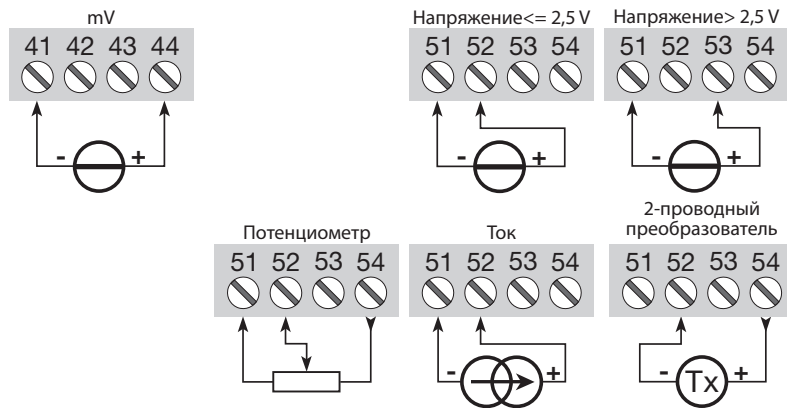 mV
41 42 43 44
- +
Напряжение<= 2,5 V
51 52 53 54
- +
Напряжение> 2,5 V
51 52 53 54
- +
Потенциометр
51 52 53 54
Ток
51 52 53 54
- +
2-проводный
преобразователь
51 52 53 54
- Tx +